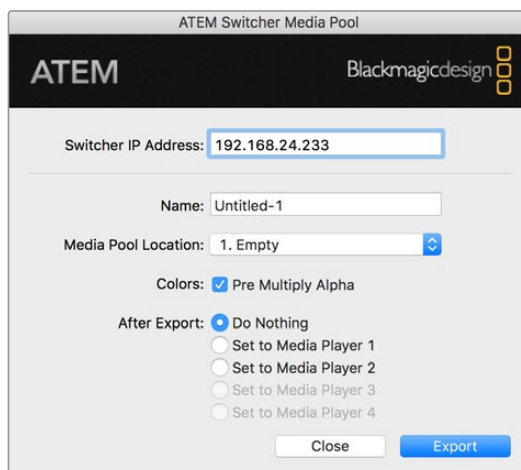 ATEM Switcher Media Pool
ATEM
Blackmagicdesign
Switcher IP Address: 192.168.24.233
Name: Untitled-1
Media Pool Location: 1. Empty
Colors: Pre Multiply Alpha
After Export: Do Nothing
Set to Media Player 1
Set to Media Player 2
Set to Media Player 3
Set to Media Player 4
Close Export